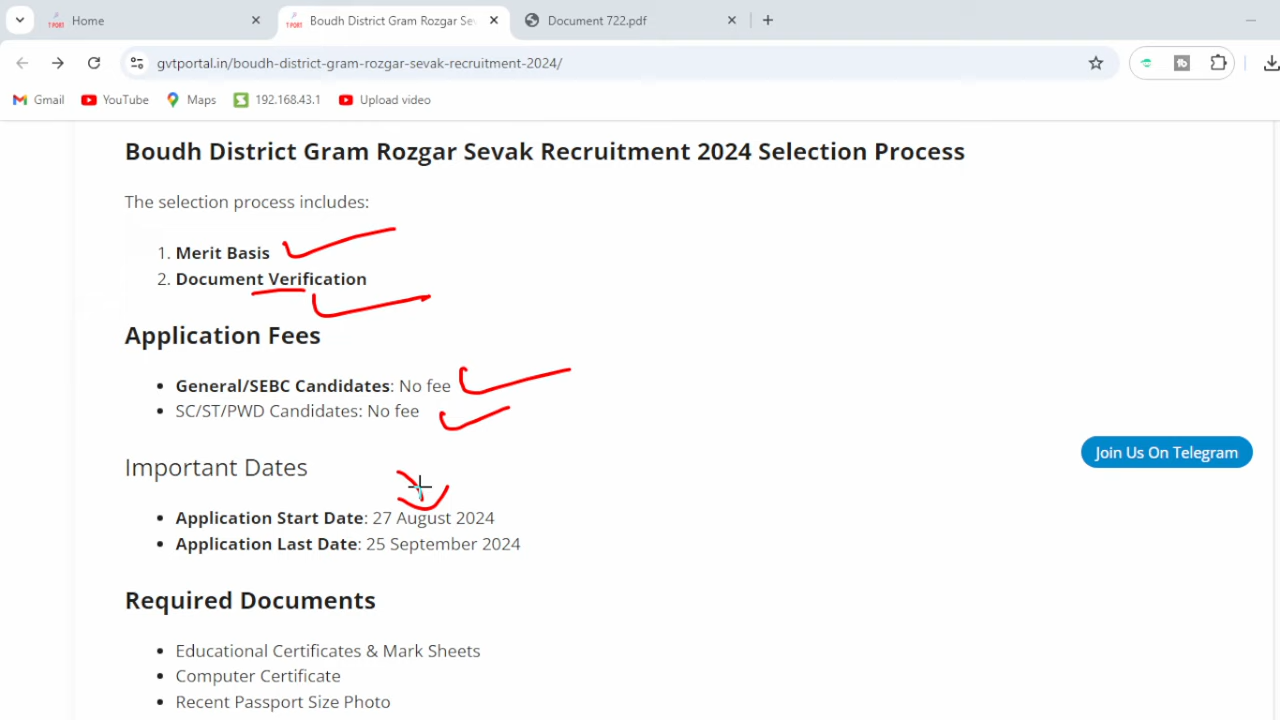 Home
Boudh District Gram Rozgar Se
Document 722.pdf
gvtportal.in/boudh-district-gram-rozgar-sevak-recruitment-2024/
Gmail
YouTube
Maps
192.168.43.1
Upload video
Boudh District Gram Rozgar Sevak Recruitment 2024 Selection Process
The selection process includes:
1. Merit Basis
2. Document Verification
Application Fees
• General/SEBC Candidates: No fee
• SC/ST/PWD Candidates: No fee
Join Us On Telegram
Important Dates
• Application Start Date: 27 August 2024
• Application Last Date: 25 September 2024
Required Documents
• Educational Certificates & Mark Sheets
• Computer Certificate
• Recent Passport Size Photo